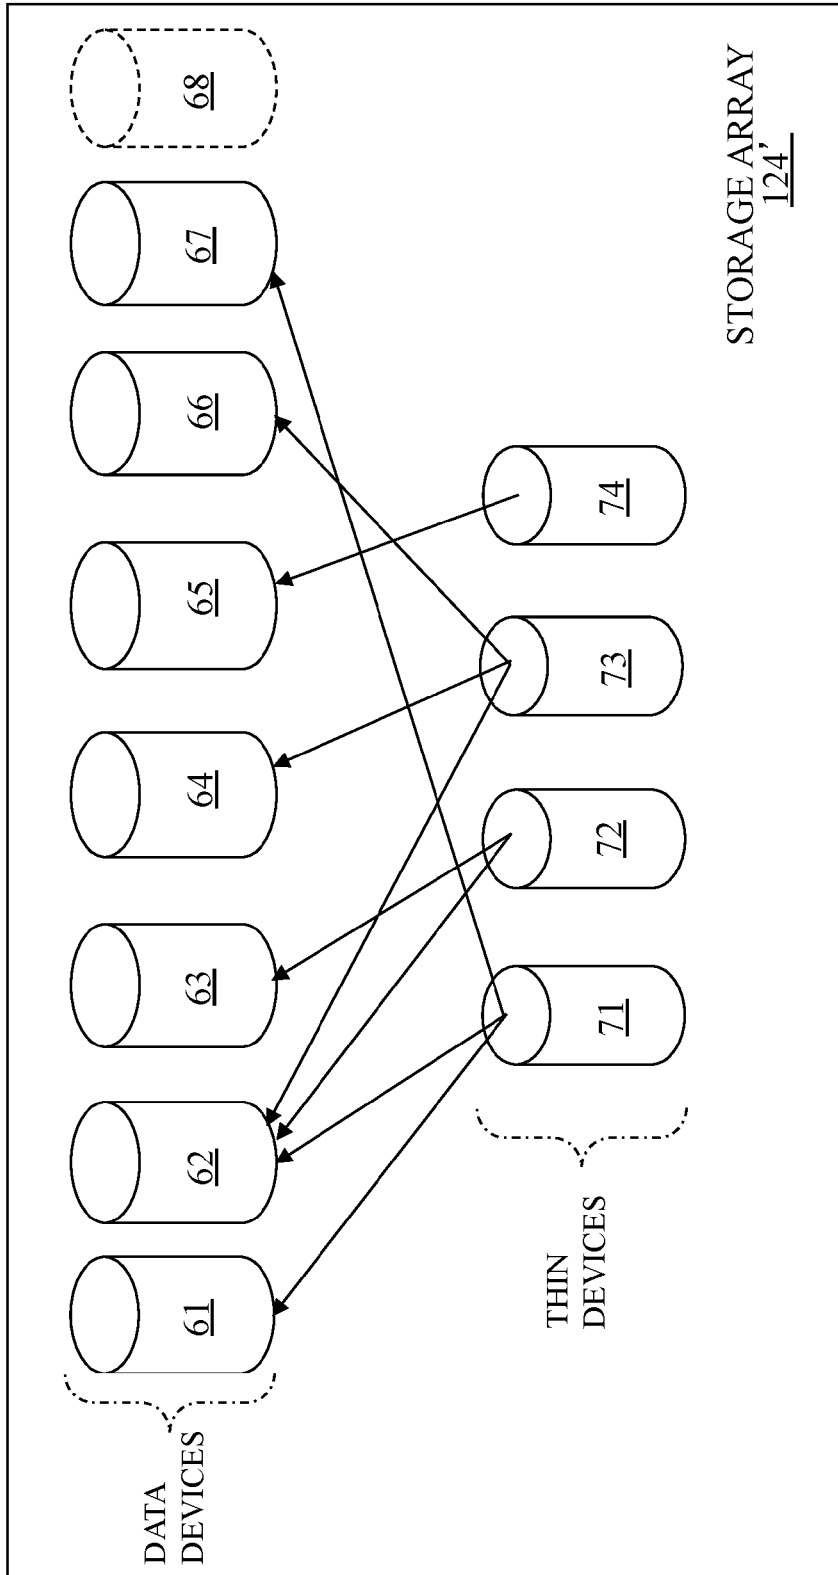 DATA
DEVICES
61
62
63
64
65
66
67
68
THIN
DEVICES
71
72
73
74
STORAGE ARRAY
124'